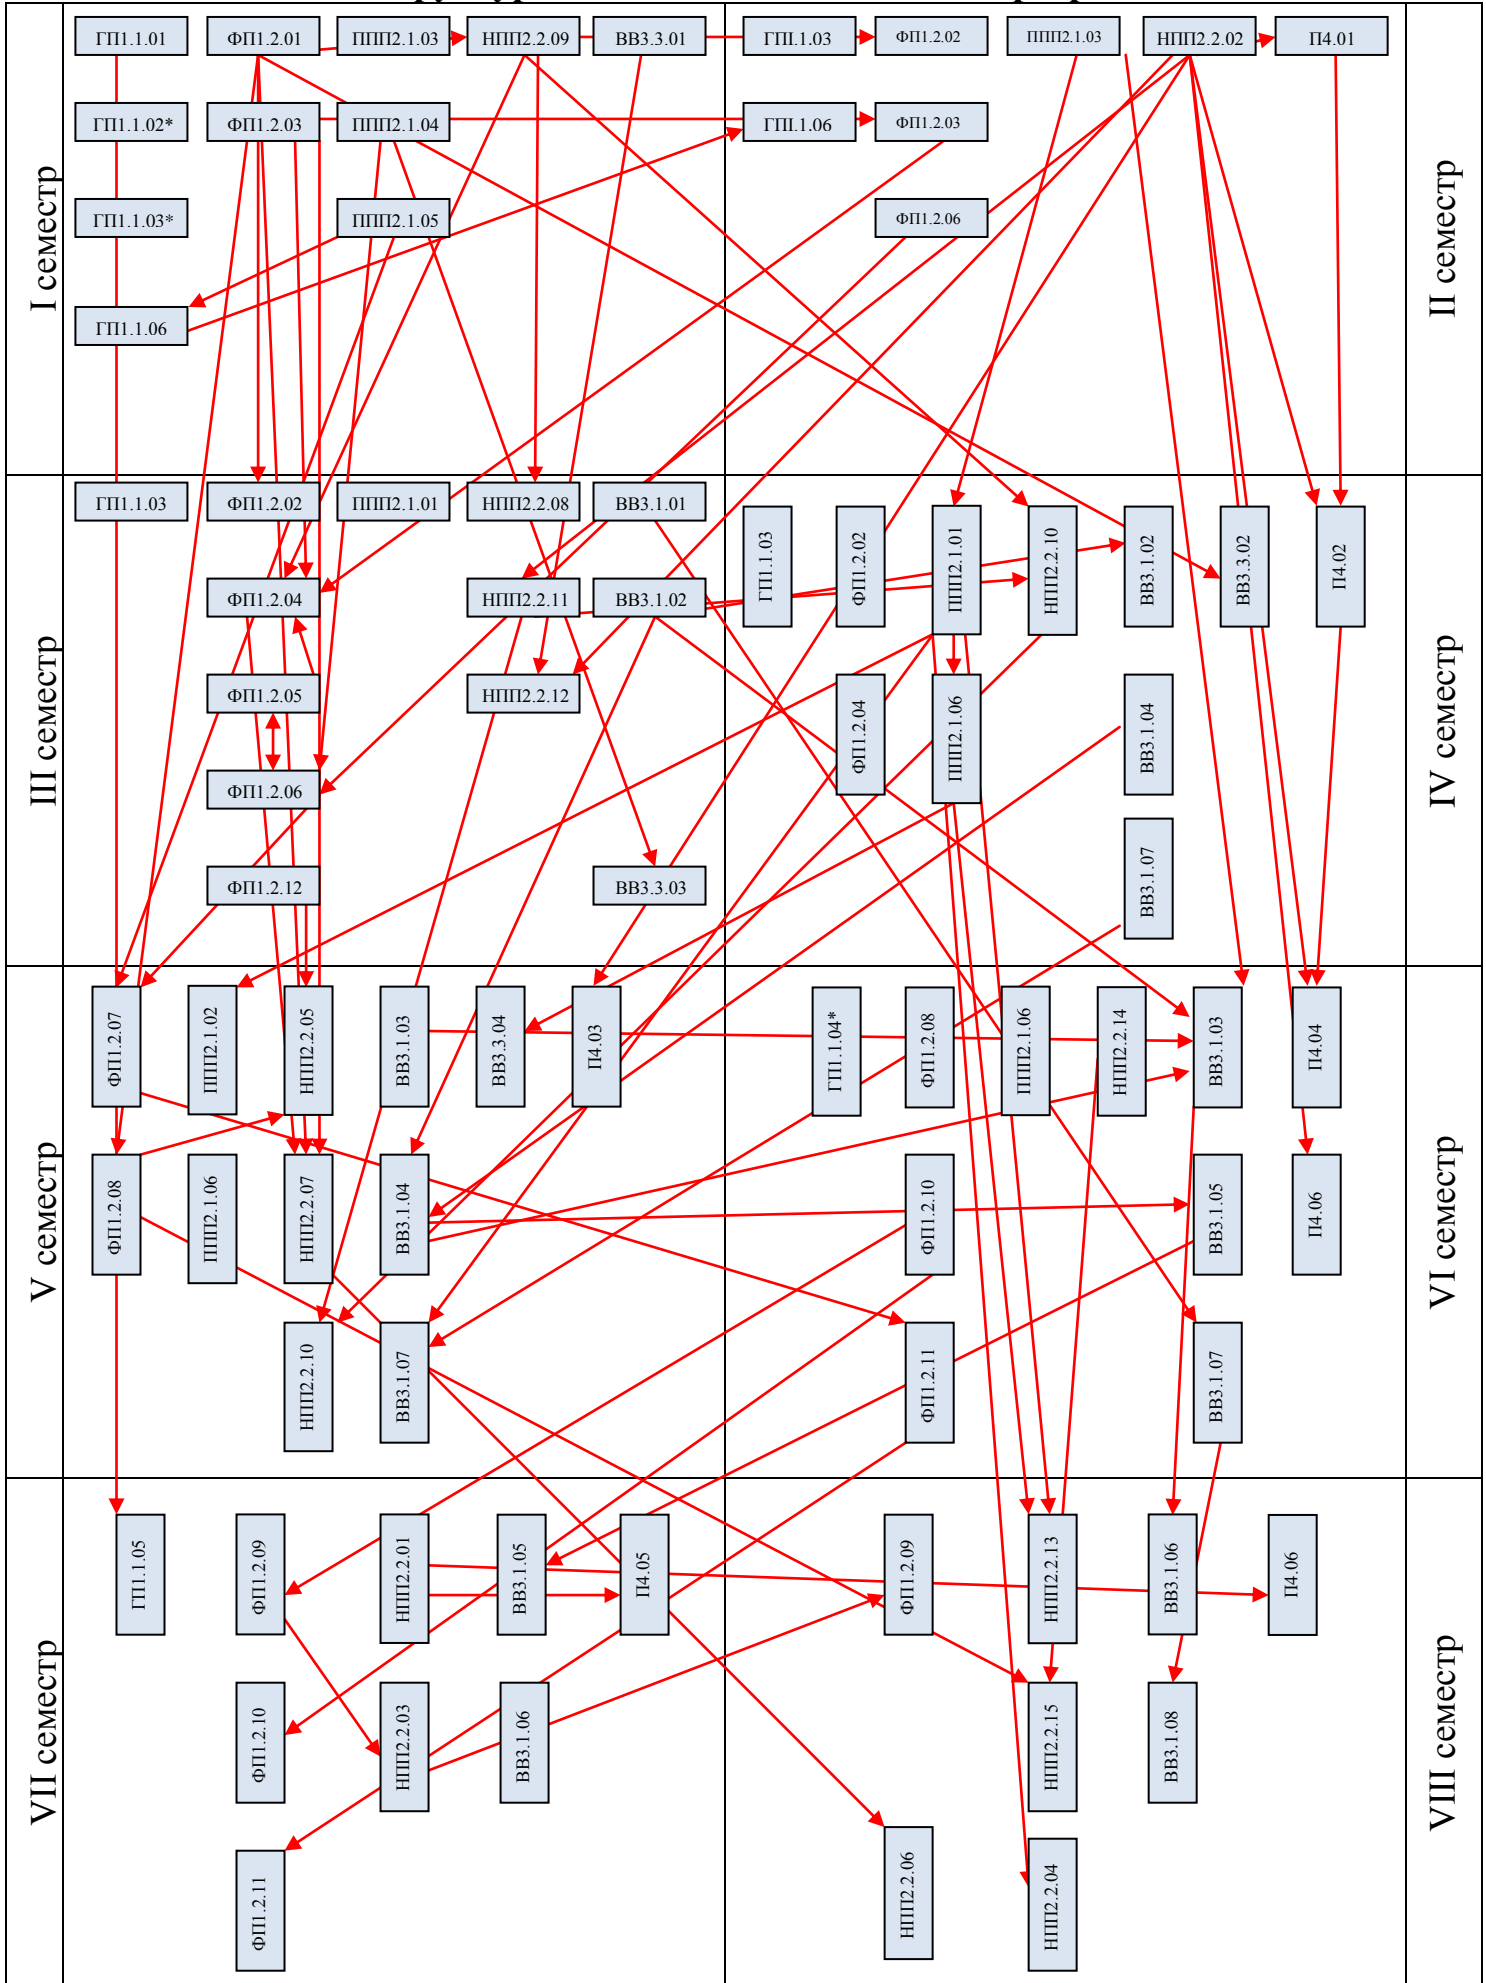 I семестр
ГП1.1.01
ФП1.2.01
ППП2.1.03
НПП2.2.09
ВВ3.3.01
ГП1.1.02*
ФП1.2.03
ППП2.1.04
ГП1.1.03*
ППП2.1.05
ГП1.1.06
II семестр
ГПI.1.03
ФП1.2.02
ППП2.1.03
НПП2.2.02
П4.01
ГПI.1.06
ФП1.2.03
ФП1.2.06
III семестр
ГП1.1.03
ФП1.2.02
ППП2.1.01
НПП2.2.08
ВВ3.1.01
ФП1.2.04
НПП2.2.11
ВВ3.1.02
ФП1.2.05
НПП2.2.12
ФП1.2.06
ФП1.2.12
ВВ3.3.03
IV семестр
ГП1.1.03
ФП1.2.02
ППП2.1.01
НПП2.2.10
ВВ3.1.02
ВВ3.3.02
П4.02
ФП1.2.04
ППП2.1.06
ВВ3.1.04
ВВ3.1.07
V семестр
ФП1.2.07
ППП2.1.02
НПП2.2.05
ВВ3.1.03
ВВ3.3.04
П4.03
ФП1.2.08
ППП2.1.06
НПП2.2.07
ВВ3.1.04
НПП2.2.10
ВВ3.1.07
VI семестр
ГП1.1.04*
ФП1.2.08
ППП2.1.06
НПП2.2.14
ВВ3.1.03
П4.04
ФП1.2.10
ВВ3.1.05
П4.06
ФП1.2.11
ВВ3.1.07
VII семестр
ГП1.1.05
ФП1.2.09
НПП2.2.01
ВВ3.1.05
П4.05
ФП1.2.10
НПП2.2.03
ВВ3.1.06
ФП1.2.11
VIII семестр
ФП1.2.09
НПП2.2.13
ВВ3.1.06
П4.06
НПП2.2.15
ВВ3.1.08
НПП2.2.06
НПП2.2.04